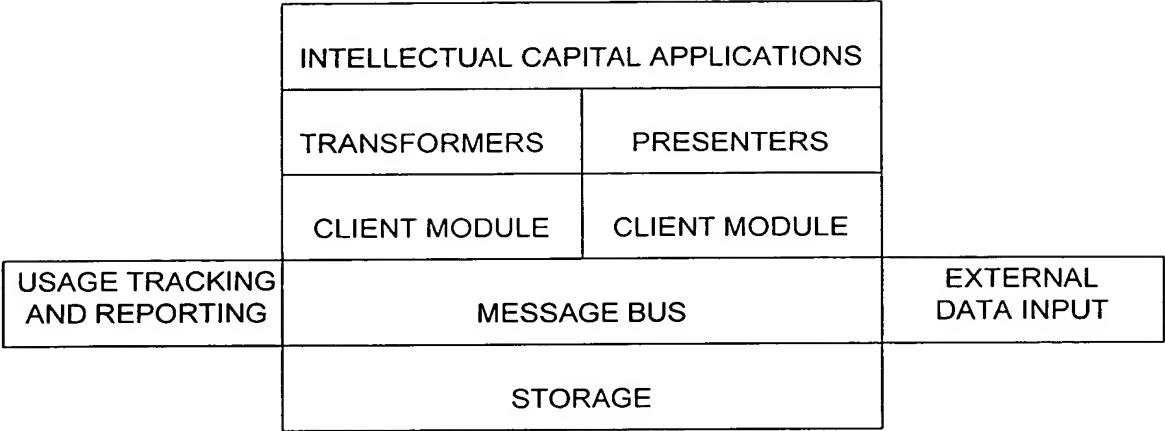 INTELLECTUAL CAPITAL APPLICATIONS
TRANSFORMERS
PRESENTERS
CLIENT MODULE
CLIENT MODULE
USAGE TRACKING
AND REPORTING
MESSAGE BUS
EXTERNAL
DATA INPUT
STORAGE